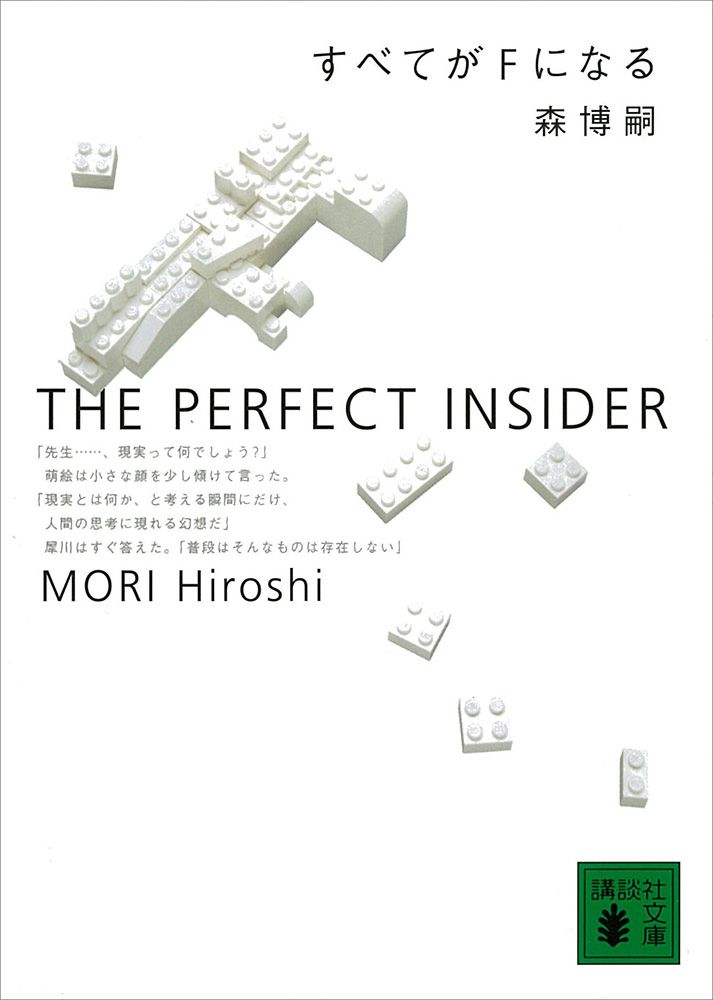 すべてがFになる
森博嗣
THE PERFECT INSIDER
「先生……、現実って何でしょう？」
萌絵は小さな顔を少し傾けて言った。
「現実とは何か、と考える瞬間にだけ、
人間の思考に現れる幻想だ」
犀川はすぐ答えた。「普段はそんなものは存在しない」
MORI Hiroshi
講談社文庫